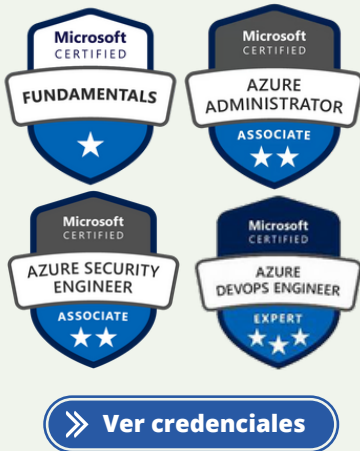 Microsoft
CERTIFIED
FUNDAMENTALS
Microsoft
CERTIFIED
AZURE
ADMINISTRATOR
ASSOCIATE
Microsoft
CERTIFIED
AZURE SECURITY
ENGINEER
ASSOCIATE
Microsoft
CERTIFIED
AZURE
DEVOPS ENGINEER
EXPERT
Ver credenciales